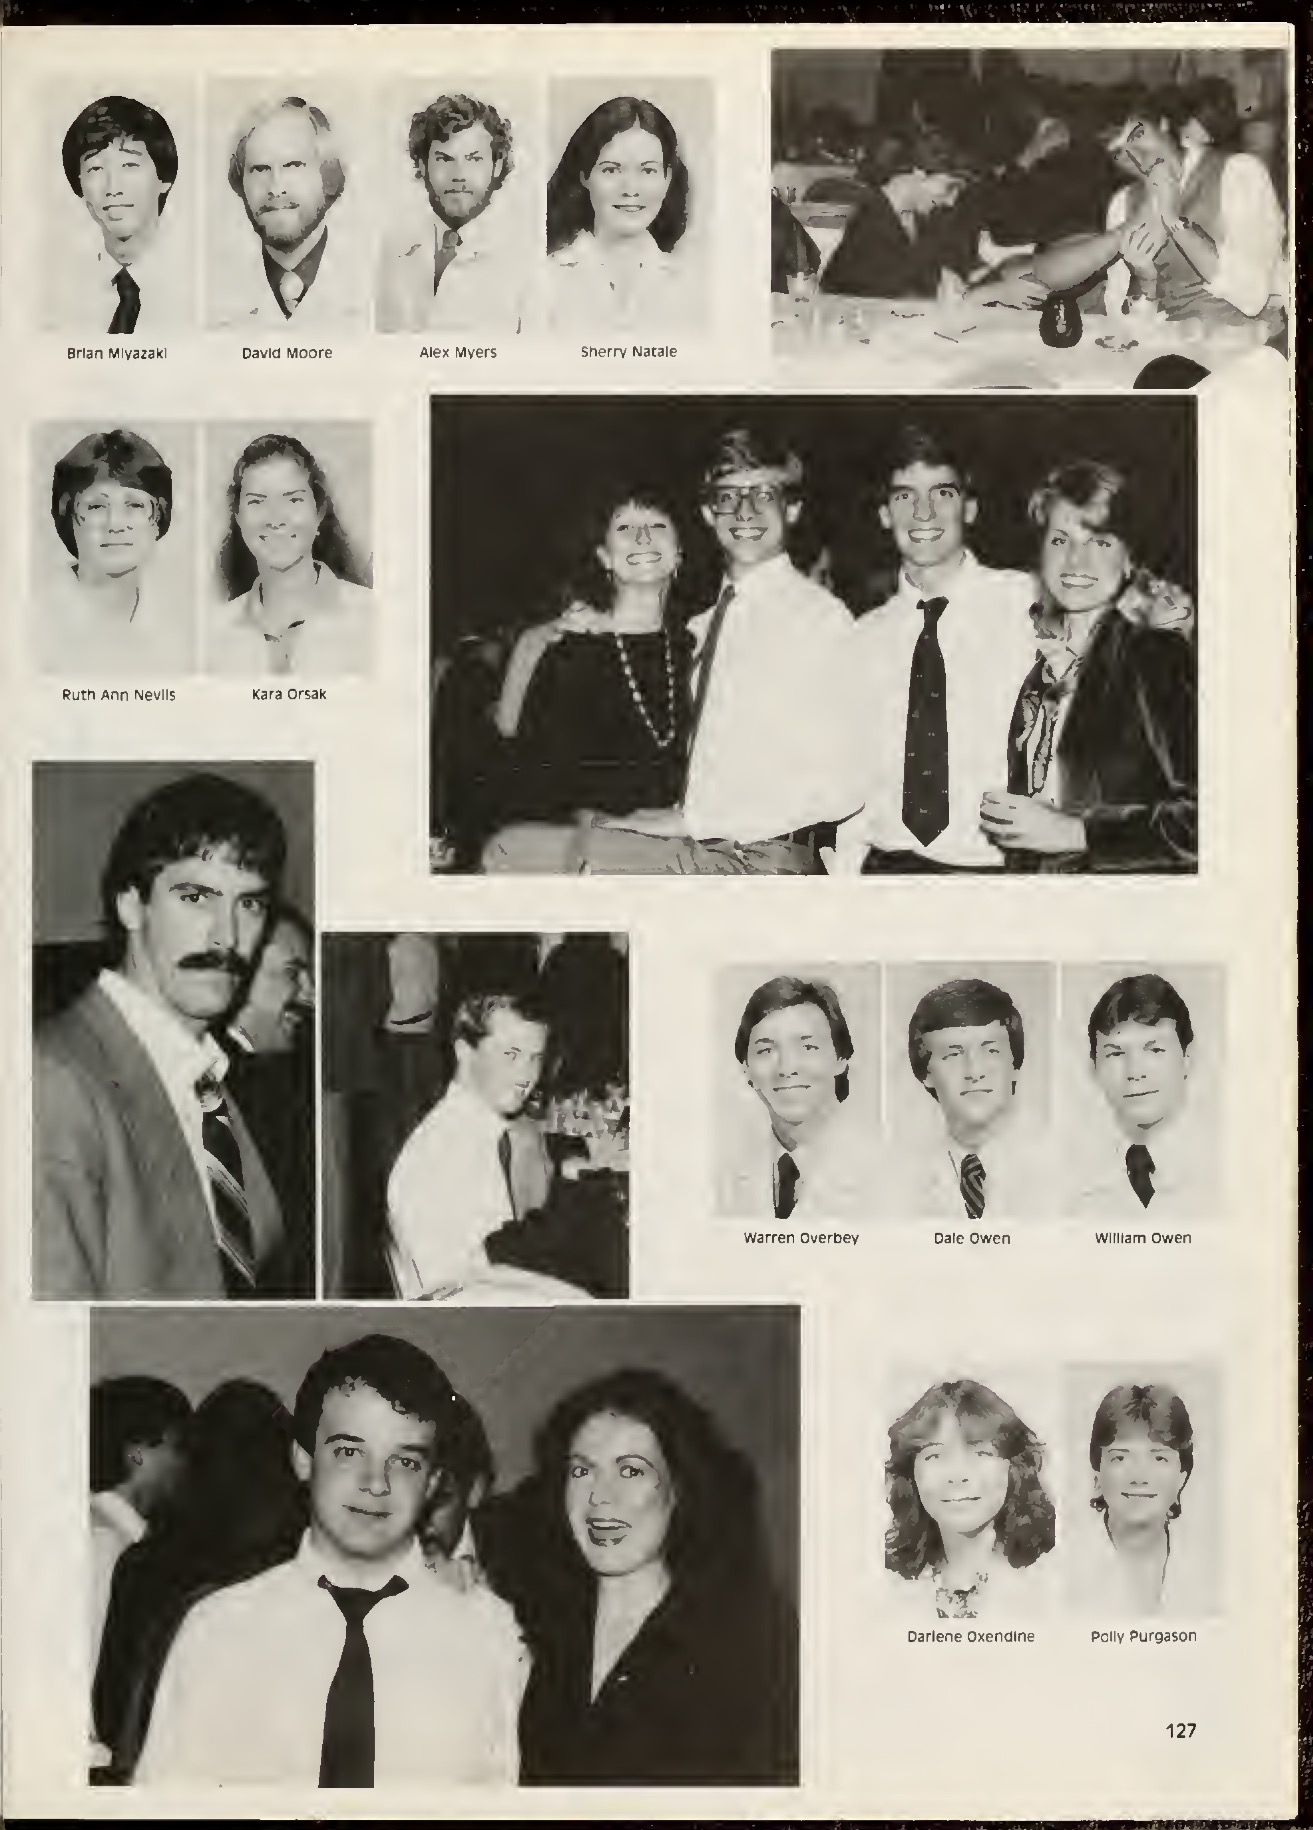 Brian Miyazaki
David Moore
Alex Myers
Sherry Natale
Ruth Ann Nevils
Kara Orsak
Warren Overbey
Dale Owen
William Owen
Darlene Oxendine
Polly Purgason
127